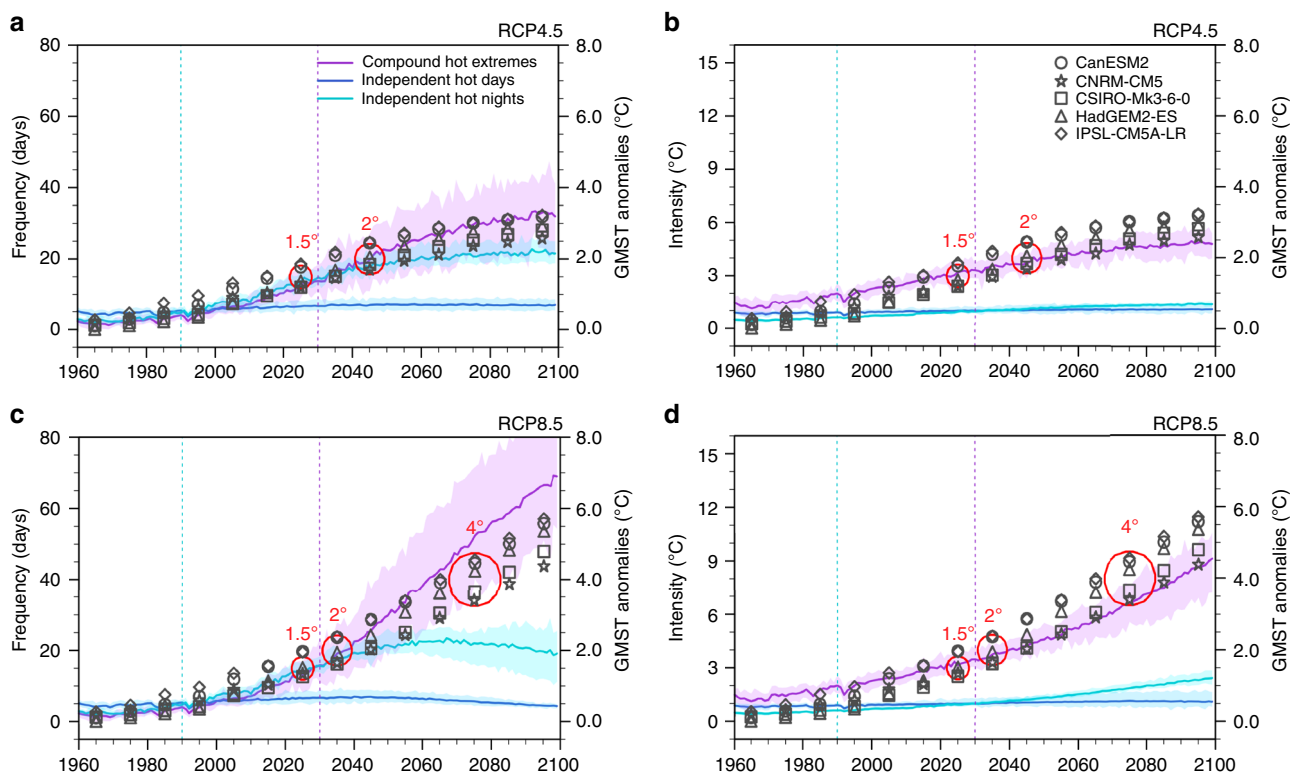 a
RCP4.5
80
60
40
20
0
Frequency (days)
8.0
6.0
4.0
2.0
0.0
GMST anomalies (°C)
Compound hot extremes
Independent hot days
Independent hot nights
1.5°
2°
1960 1980 2000 2020 2040 2060 2080 2100
b
RCP4.5
15
12
9
6
3
0
Intensity (°C)
8.0
6.0
4.0
2.0
0.0
GMST anomalies (°C)
CanESM2
CNRM-CM5
CSIRO-Mk3-6-0
HadGEM2-ES
IPSL-CM5A-LR
1.5°
2°
1960 1980 2000 2020 2040 2060 2080 2100
c
RCP8.5
80
60
40
20
0
Frequency (days)
8.0
6.0
4.0
2.0
0.0
GMST anomalies (°C)
4°
2°
1.5°
1960 1980 2000 2020 2040 2060 2080 2100
d
RCP8.5
15
12
9
6
3
0
Intensity (°C)
8.0
6.0
4.0
2.0
0.0
GMST anomalies (°C)
4°
2°
1.5°
1960 1980 2000 2020 2040 2060 2080 2100